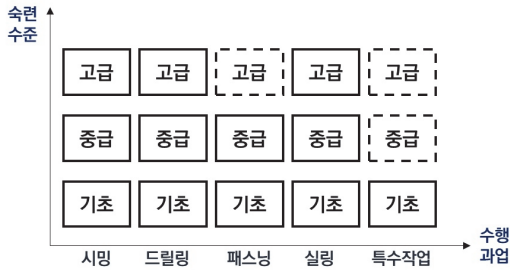 숙련
수준
고급 고급 고급 고급 고급
중급 중급 중급 중급 중급
기초 기초 기초 기초 기초
시밍 드릴링 패스닝 실링 특수작업
수행
과업